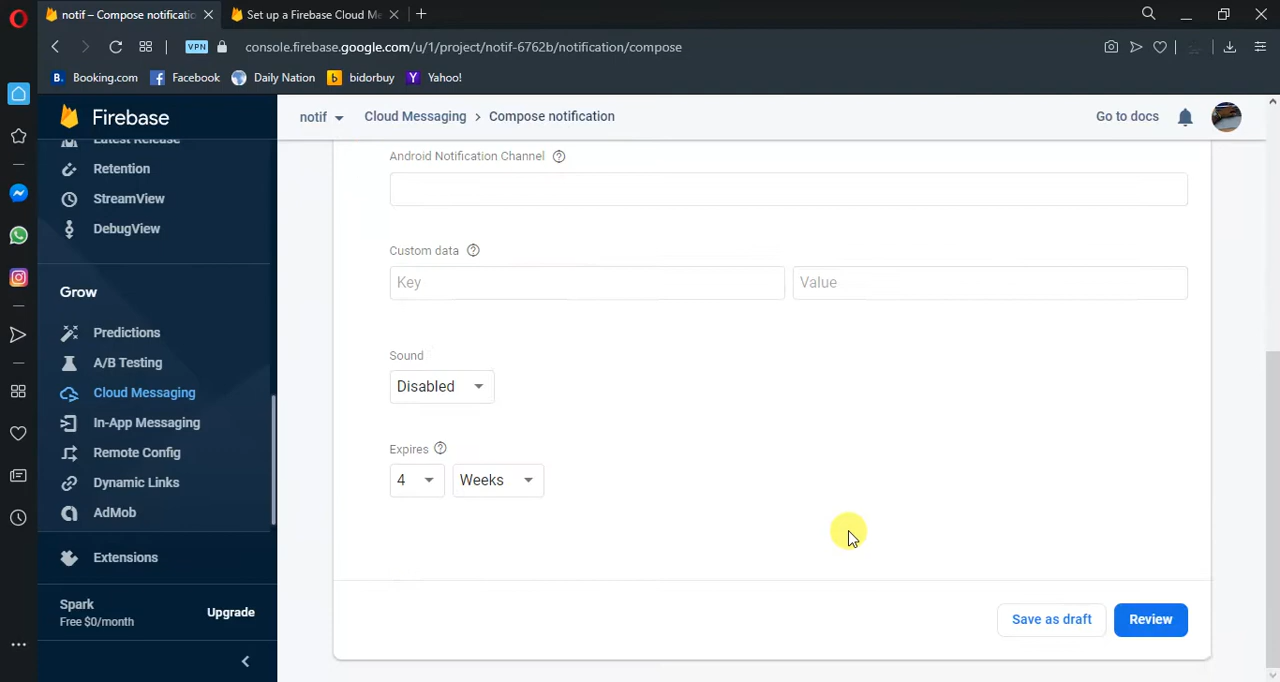 notif – Compose notificatic
Set up a Firebase Cloud Me
VPN
console.firebase.google.com/u/1/project/notif-6762b/notification/compose
B. Booking.com
Facebook
Daily Nation
b bidorbuy
Y Yahoo!
Firebase
notif
Cloud Messaging > Compose notification
Go to docs
Latest Release
Retention
StreamView
DebugView
Grow
Predictions
A/B Testing
Cloud Messaging
In-App Messaging
Remote Config
Dynamic Links
AdMob
Extensions
Spark
Free $0/month
Upgrade
Android Notification Channel ?
Custom data ?
Key
Value
Sound
Disabled
Expires ?
4
Weeks
Save as draft
Review